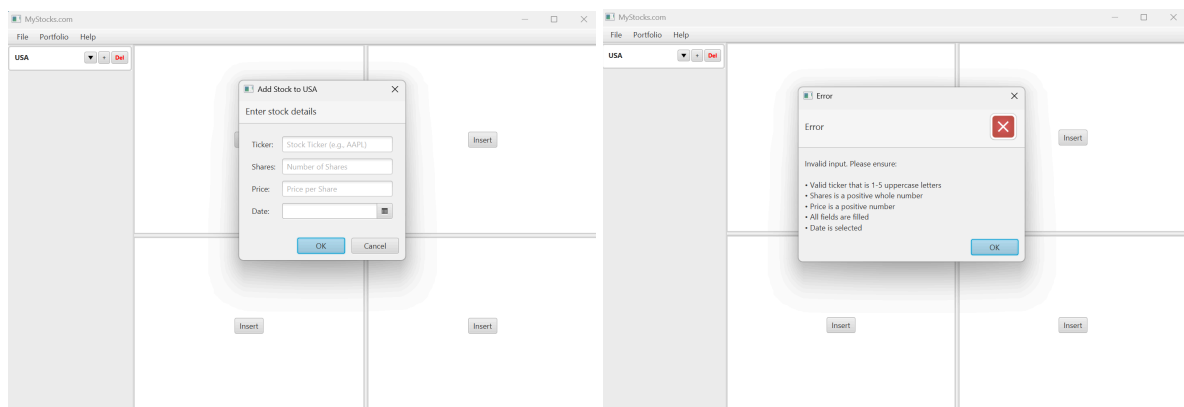 MyStocks.com
File Portfolio Help
USA
▼ + Del
Add Stock to USA
Enter stock details
Ticker: Stock Ticker (e.g., AAPL)
Shares: Number of Shares
Price: Price per Share
Date:
OK Cancel
Insert
Insert
Insert
MyStocks.com
File Portfolio Help
USA
▼ + Del
Error
Error
Invalid input. Please ensure:
• Valid ticker that is 1-5 uppercase letters
• Shares is a positive whole number
• Price is a positive number
• All fields are filled
• Date is selected
OK
Insert
Insert
Insert